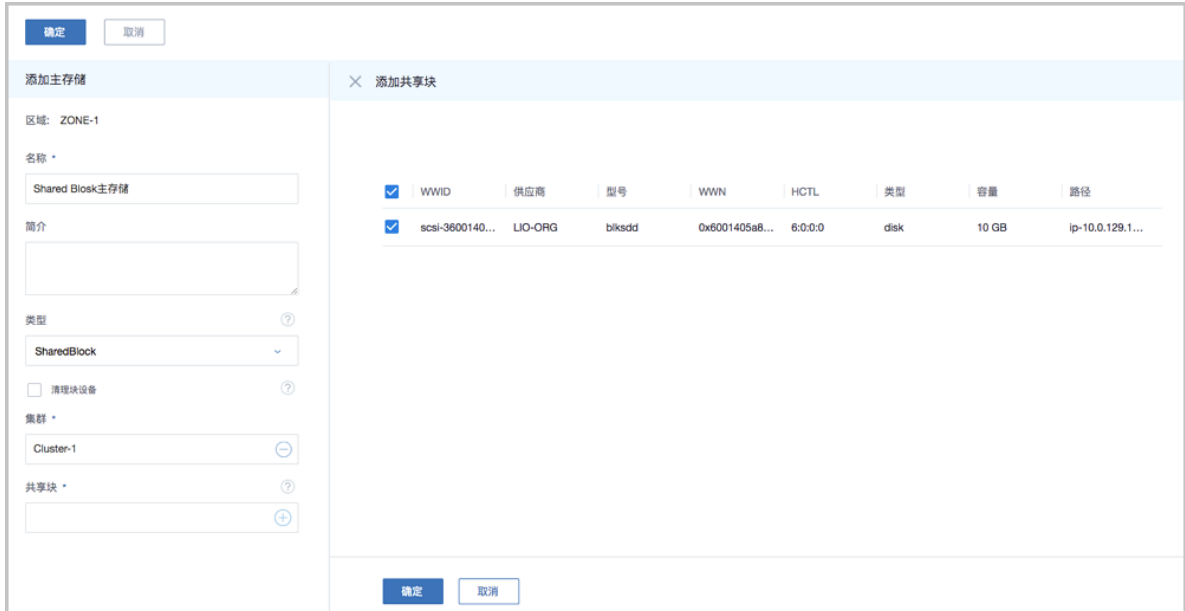 确定 取消
添加主存储
区域: ZONE-1
名称 *
Shared Blosk主存储
简介
类型
SharedBlock
清理块设备
集群 *
Cluster-1
共享块 *
添加共享块
WWID 供应商 型号 WWN HCTL 类型 容量 路径
scsi-3600140... LIO-ORG blksdd 0x6001405a8... 6:0:0:0 disk 10 GB ip-10.0.129.1...
确定 取消